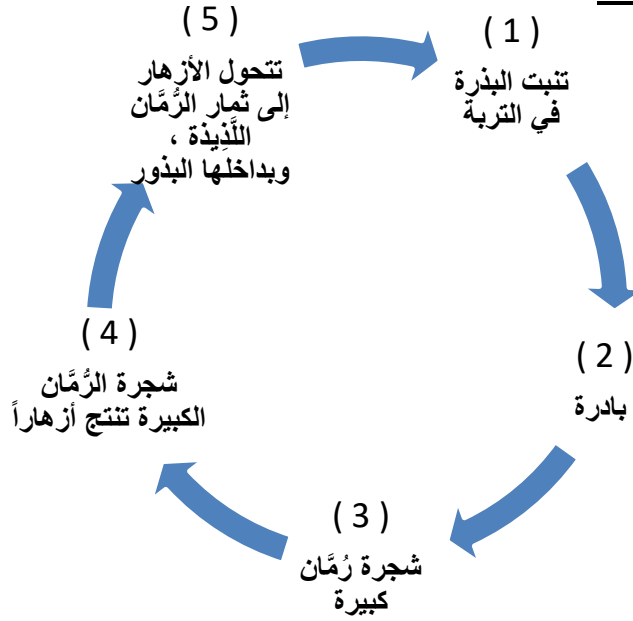 ( 1 )
تنبت البذرة
في التربة
( 2 )
بادرة
( 3 )
شجرة رُمَّان
كبيرة
( 4 )
شجرة الرُّمَّان
الكبيرة تنتج أزهاراً
( 5 )
تتحول الأزهار
إلى ثمار الرُّمَّان
اللَّذِيذة ،
وبداخلها البذور